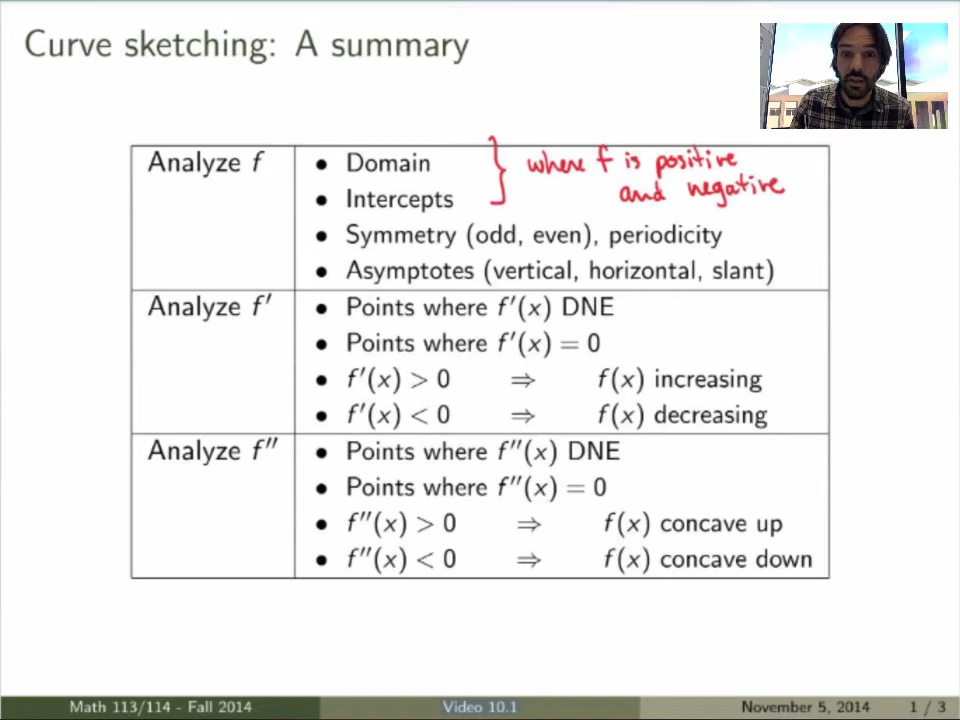 Curve sketching: A summary
Analyze f
• Domain
• Intercepts
} where f is positive
and negative
• Symmetry (odd, even), periodicity
• Asymptotes (vertical, horizontal, slant)
Analyze f′
• Points where f′(x) DNE
• Points where f′(x) = 0
• f′(x) > 0 ⇒ f(x) increasing
• f′(x) < 0 ⇒ f(x) decreasing
Analyze f″
• Points where f″(x) DNE
• Points where f″(x) = 0
• f″(x) > 0 ⇒ f(x) concave up
• f″(x) < 0 ⇒ f(x) concave down
Math 113/114 - Fall 2014 Video 10.1 November 5, 2014 1 / 3